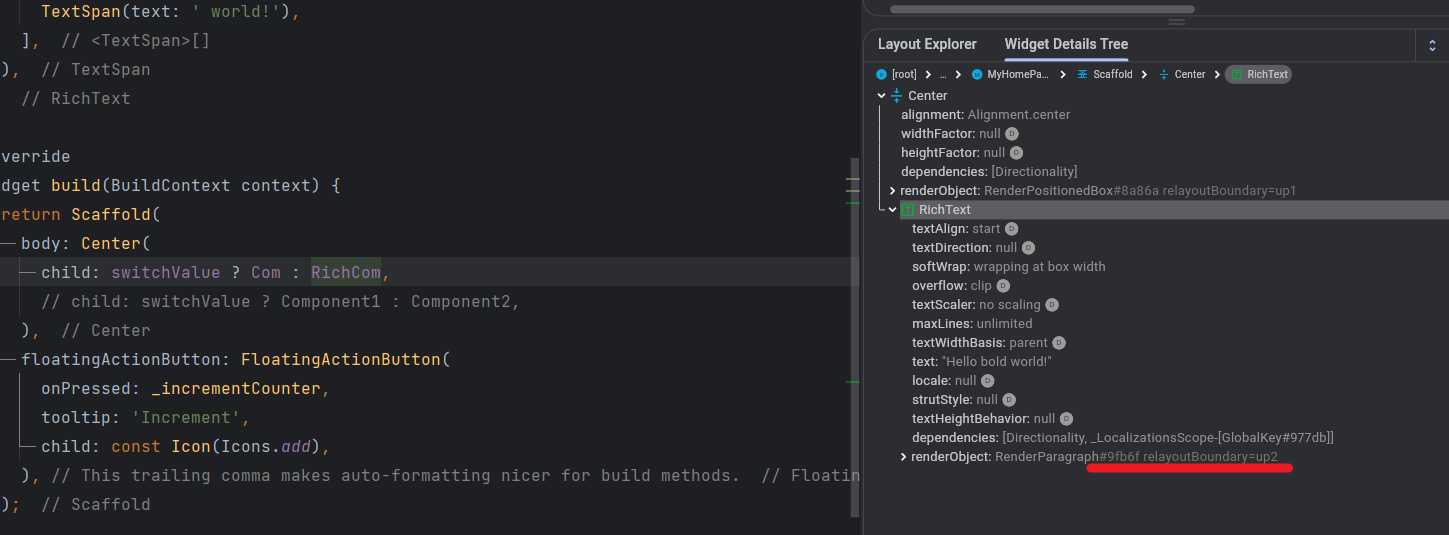 TextSpan(text: ' world!'),
],  // <TextSpan>[]
),  // TextSpan
// RichText
verride
dget build(BuildContext context) {
return Scaffold(
body: Center(
child: switchValue ? Com : RichCom,
// child: switchValue ? Component1 : Component2,
),  // Center
floatingActionButton: FloatingActionButton(
onPressed: _incrementCounter,
tooltip: 'Increment',
child: const Icon(Icons.add),
), // This trailing comma makes auto-formatting nicer for build methods.  // Floatin
);  // Scaffold
Layout Explorer Widget Details Tree
[root] > ... > MyHomePa... > Scaffold > Center > RichText
Center
alignment: Alignment.center
widthFactor: null D
heightFactor: null D
dependencies: [Directionality]
renderObject: RenderPositionedBox#8a86a relayoutBoundary=up1
RichText
textAlign: start D
textDirection: null D
softWrap: wrapping at box width
overflow: clip D
textScaler: no scaling D
maxLines: unlimited
textWidthBasis: parent D
text: "Hello bold world!"
locale: null D
strutStyle: null D
textHeightBehavior: null D
dependencies: [Directionality, _LocalizationsScope-[GlobalKey#977db]]
renderObject: RenderParagraph#9fb6f relayoutBoundary=up2